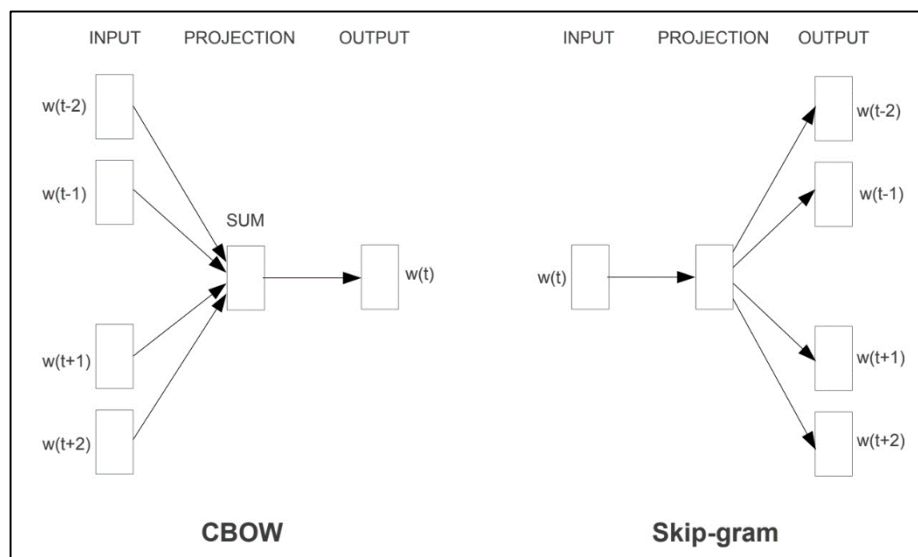 INPUT PROJECTION OUTPUT
w(t-2)
w(t-1)
SUM
w(t)
w(t+1)
w(t+2)
CBOW
INPUT PROJECTION OUTPUT
w(t-2)
w(t-1)
w(t)
w(t+1)
w(t+2)
Skip-gram